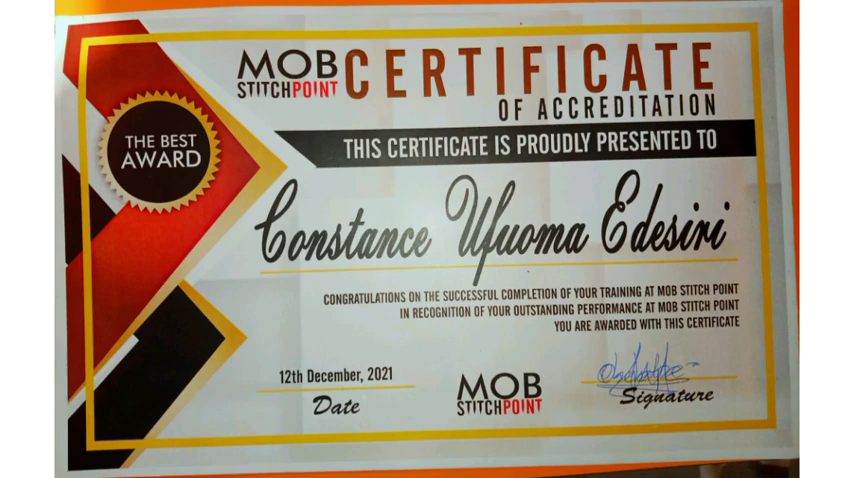 MOB
STITCHPOINT
CERTIFICATE
OF ACCREDITATION
THE BEST
AWARD
THIS CERTIFICATE IS PROUDLY PRESENTED TO
Constance Ufuoma Edesiri
CONGRATULATIONS ON THE SUCCESSFUL COMPLETION OF YOUR TRAINING AT MOB STITCH POINT
IN RECOGNITION OF YOUR OUTSTANDING PERFORMANCE AT MOB STITCH POINT
YOU ARE AWARDED WITH THIS CERTIFICATE
12th December, 2021
Date
MOB
STITCHPOINT
Signature